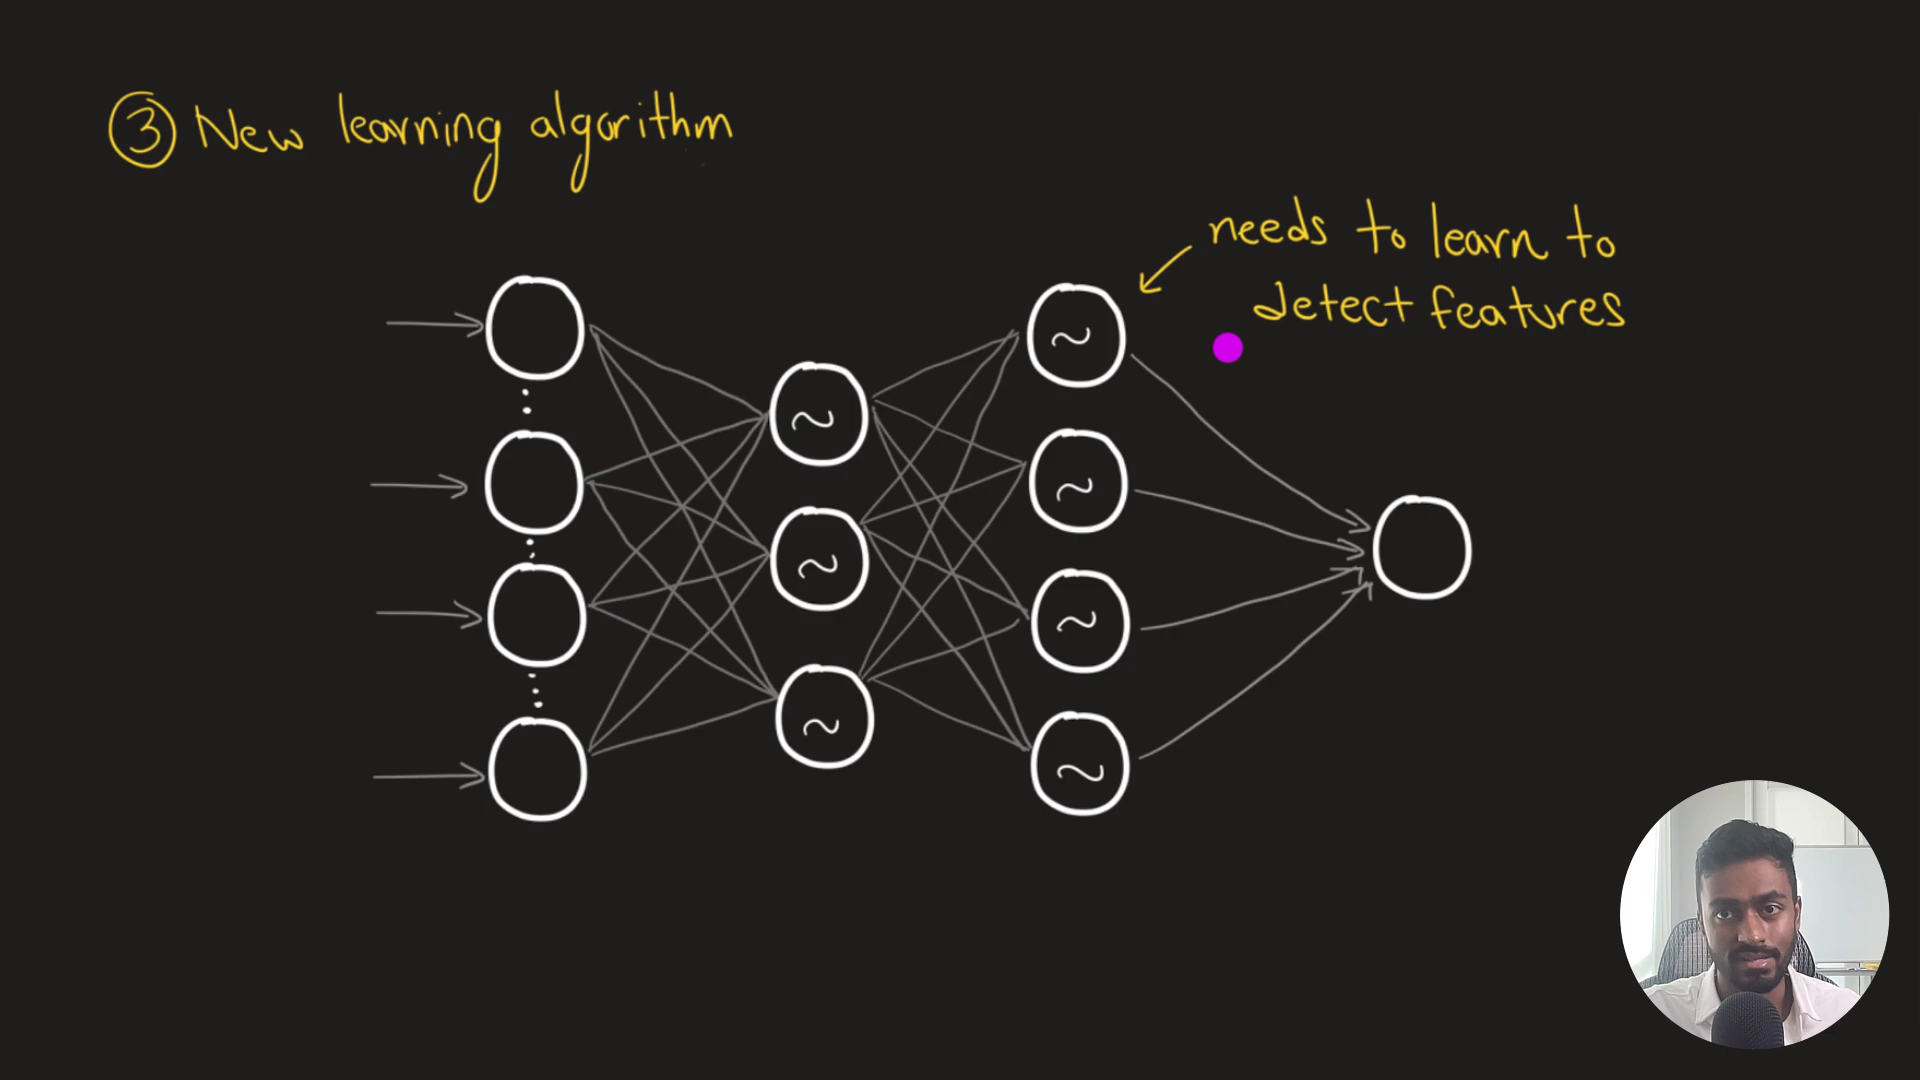 ③ New learning algorithm
needs to learn to
detect features
~
~
~
~
~
~
~